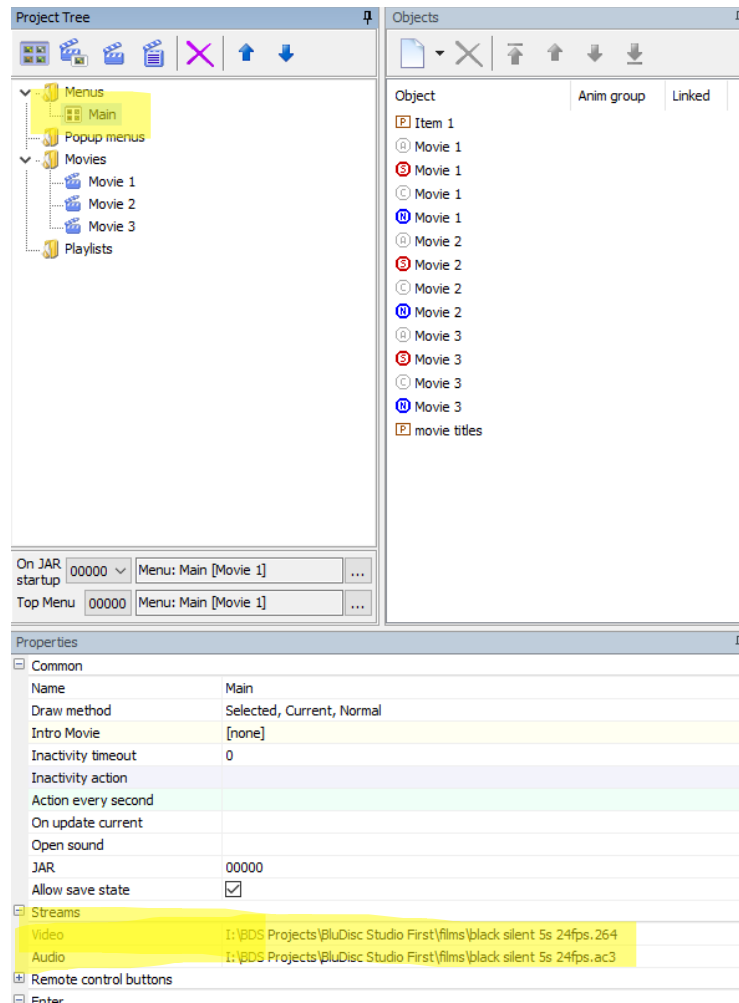 Project Tree
Menus
Main
Popup menus
Movies
Movie 1
Movie 2
Movie 3
Playlists
On JAR startup 00000 Menu: Main [Movie 1] ...
Top Menu 00000 Menu: Main [Movie 1] ...
Objects
Object Anim group Linked
P Item 1
A Movie 1
S Movie 1
C Movie 1
N Movie 1
A Movie 2
S Movie 2
C Movie 2
N Movie 2
A Movie 3
S Movie 3
C Movie 3
N Movie 3
P movie titles
Properties
Common
Name Main
Draw method Selected, Current, Normal
Intro Movie [none]
Inactivity timeout 0
Inactivity action
Action every second
On update current
Open sound
JAR 00000
Allow save state
Streams
Video I:\BDS Projects\BluDisc Studio First\films\black silent 5s 24fps.264
Audio I:\BDS Projects\BluDisc Studio First\films\black silent 5s 24fps.ac3
Remote control buttons
Enter